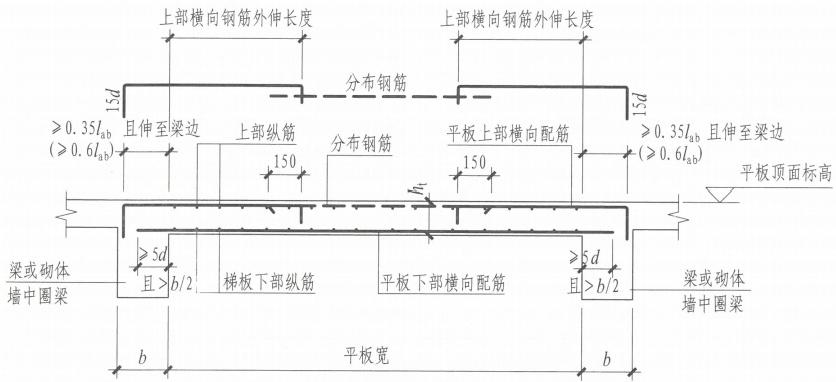 上部横向钢筋外伸长度
上部横向钢筋外伸长度
分布钢筋
15d
15d
≥0.35lab 且伸至梁边
(≥0.6lab)
上部纵筋
分布钢筋
平板上部横向配筋
≥0.35lab 且伸至梁边
(≥0.6lab)
150
150
ht
平板顶面标高
≥5d
且>b/2
梯板下部纵筋
平板下部横向配筋
≥5d
且>b/2
梁或砌体
墙中圈梁
梁或砌体
墙中圈梁
b
平板宽
b